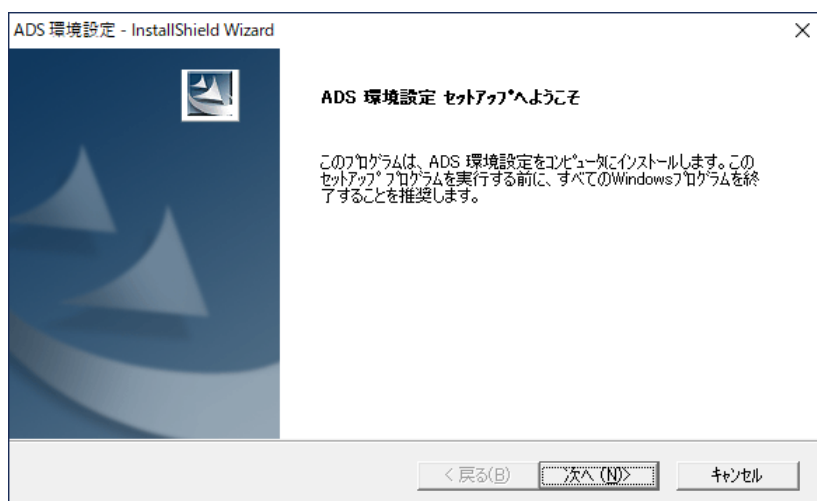 ADS 環境設定 - InstallShield Wizard
ADS 環境設定 ｾｯﾄｱｯﾌﾟへようこそ
このﾌﾟﾛｸﾞﾗﾑは、ADS 環境設定をｺﾝﾋﾟｭｰﾀにｲﾝｽﾄｰﾙします。この
ｾｯﾄｱｯﾌﾟ ﾌﾟﾛｸﾞﾗﾑを実行する前に、すべてのWindowsﾌﾟﾛｸﾞﾗﾑを終
了することを推奨します。
< 戻る(B)
次へ (N)>
ｷｬﾝｾﾙ